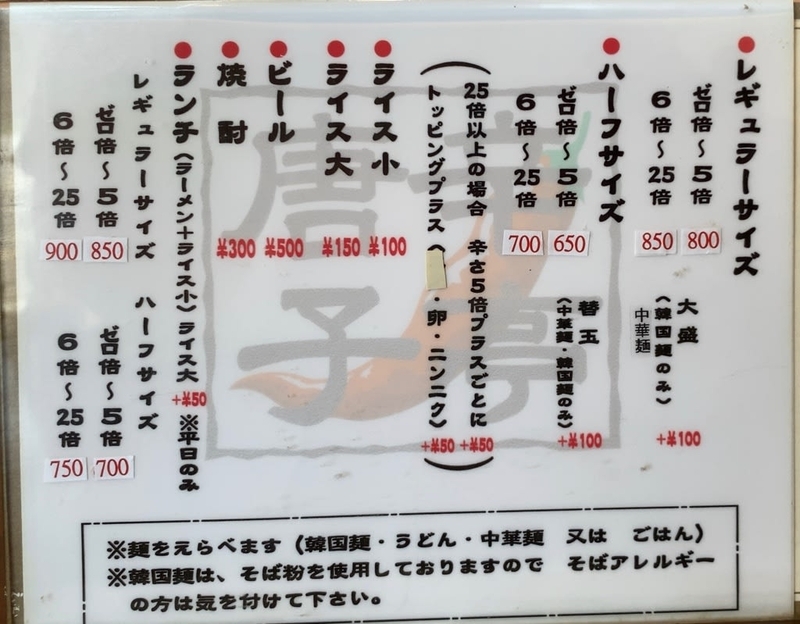 ●レギュラーサイズ
ゼロ倍〜5倍 800
6倍〜25倍 850
大盛
(韓国麺のみ)
中華麺
+¥100
●ハーフサイズ
ゼロ倍〜5倍 650
6倍〜25倍 700
替玉
(中華麺・韓国麺のみ)
+¥100
(25倍以上の場合 辛さ5倍プラスごとに +¥50
トッピングプラス(・卵・ニンニク) +¥50)
●ライス小 ¥100
●ライス大 ¥150
●ビール ¥500
●焼酎 ¥300
●ランチ(ラーメン+ライス小)ライス大 +¥50 ※平日のみ
レギュラーサイズ
ゼロ倍〜5倍 850
6倍〜25倍 900
ハーフサイズ
ゼロ倍〜5倍 700
6倍〜25倍 750
唐子
亭
※麺をえらべます(韓国麺・うどん・中華麺 又は ごはん)
※韓国麺は、そば粉を使用しておりますので そばアレルギー
の方は気を付けて下さい。